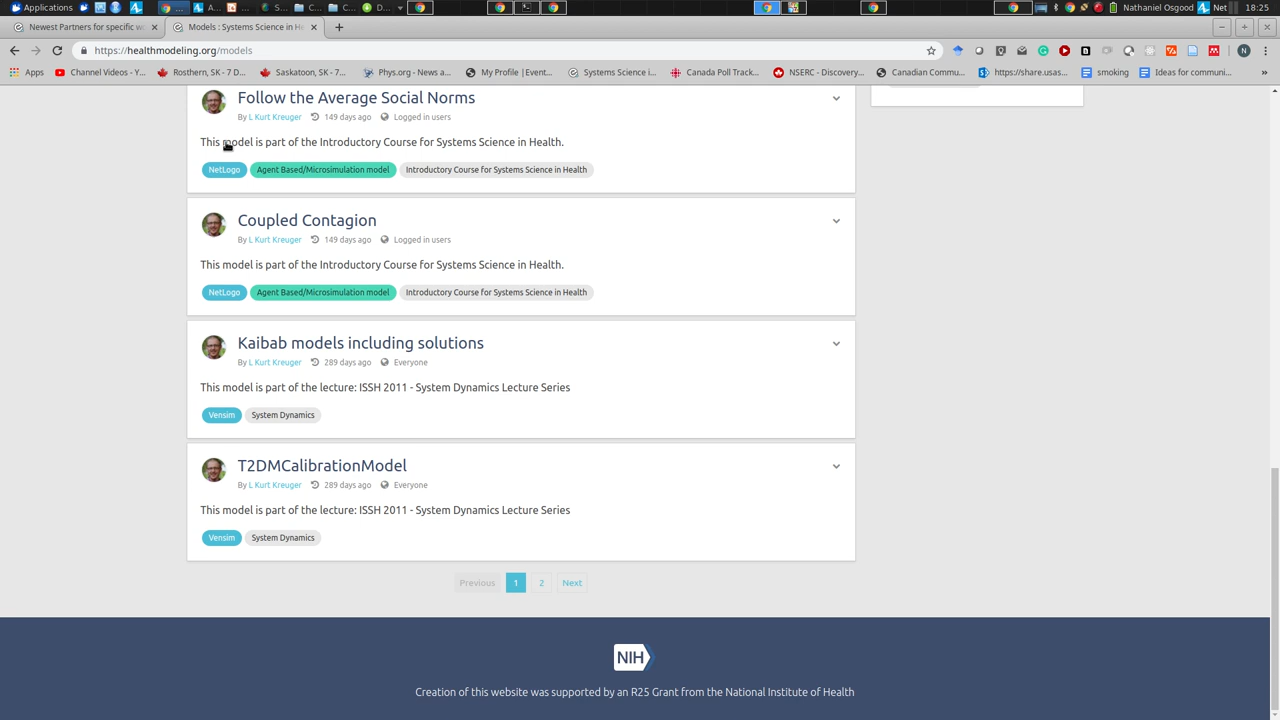 Applications
D...
C...
C...
D...
Nathaniel Osgood
Net
18:25
Newest Partners for specific w
Models : Systems Science in He
https://healthmodeling.org/models
N
Apps
Channel Videos - Y...
Rosthern, SK - 7 D...
Saskatoon, SK - 7...
Phys.org - News a...
My Profile | Event...
Systems Science i...
Canada Poll Track...
NSERC - Discovery...
Canadian Commu...
https://share.usas...
smoking
Ideas for communi...
»
Follow the Average Social Norms
By L Kurt Kreuger 149 days ago Logged in users
This model is part of the Introductory Course for Systems Science in Health.
NetLogo Agent Based/Microsimulation model Introductory Course for Systems Science in Health
Coupled Contagion
By L Kurt Kreuger 149 days ago Logged in users
This model is part of the Introductory Course for Systems Science in Health.
NetLogo Agent Based/Microsimulation model Introductory Course for Systems Science in Health
Kaibab models including solutions
By L Kurt Kreuger 289 days ago Everyone
This model is part of the lecture: ISSH 2011 - System Dynamics Lecture Series
Vensim System Dynamics
T2DMCalibrationModel
By L Kurt Kreuger 289 days ago Everyone
This model is part of the lecture: ISSH 2011 - System Dynamics Lecture Series
Vensim System Dynamics
Previous 1 2 Next
NIH
Creation of this website was supported by an R25 Grant from the National Institute of Health